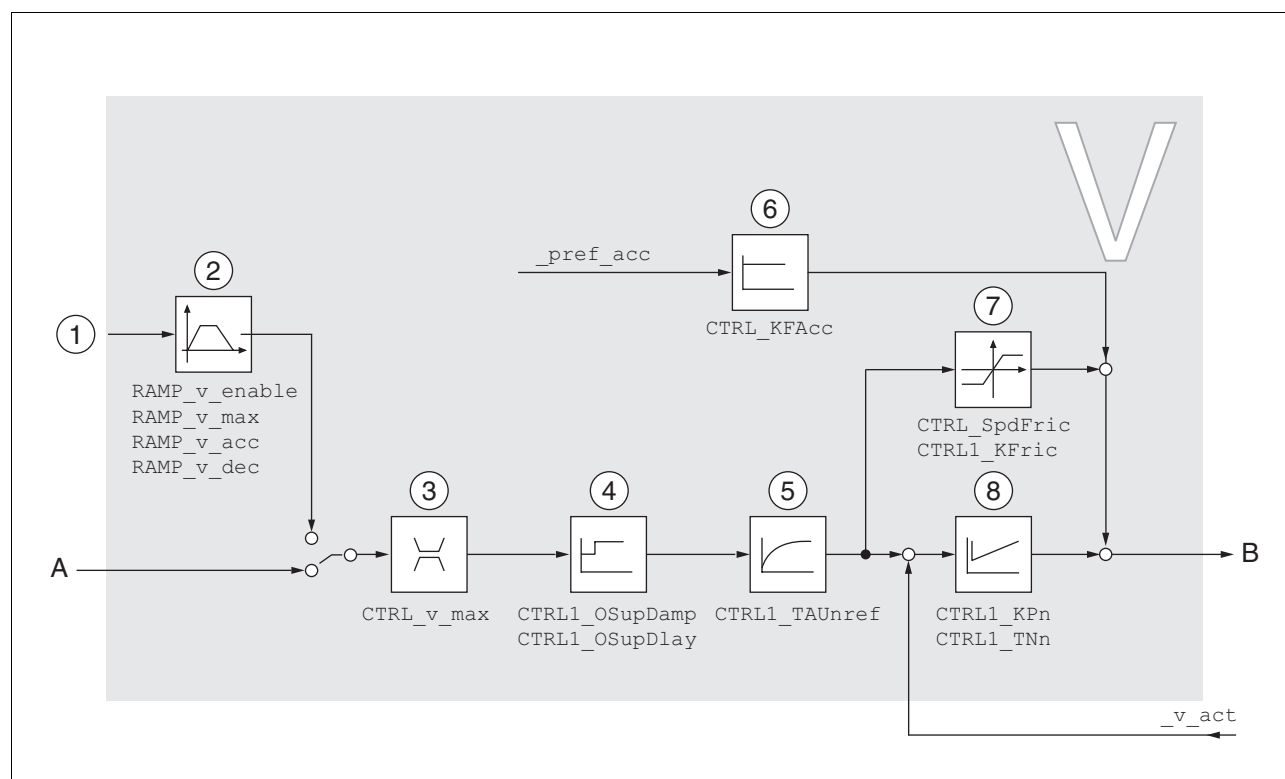 V
6
_pref_acc
CTRL_KFAcc
2
1
RAMP_v_enable
RAMP_v_max
RAMP_v_acc
RAMP_v_dec
7
CTRL_SpdFric
CTRL1_KFric
3
4
5
8
A
B
CTRL_v_max
CTRL1_OSupDamp
CTRL1_OSupDlay
CTRL1_TAUnref
CTRL1_KPn
CTRL1_TNn
_v_act